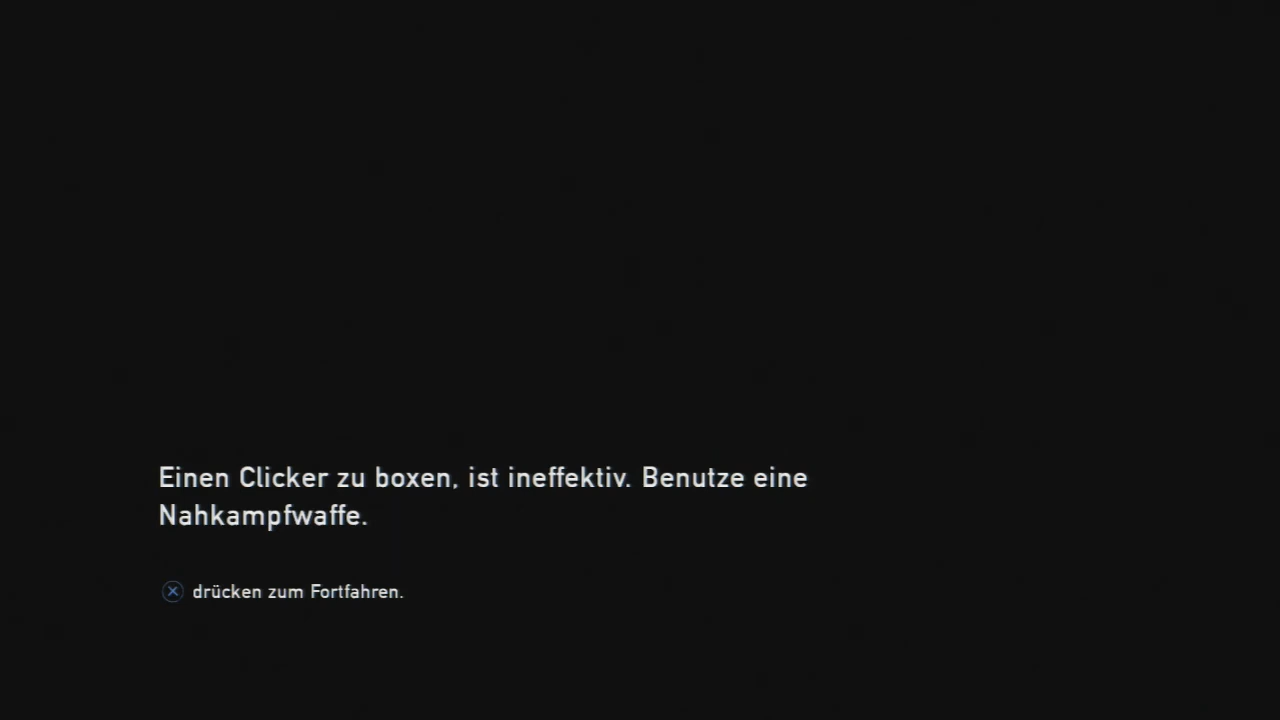 Einen Clicker zu boxen, ist ineffektiv. Benutze eine
Nahkampfwaffe.
drücken zum Fortfahren.